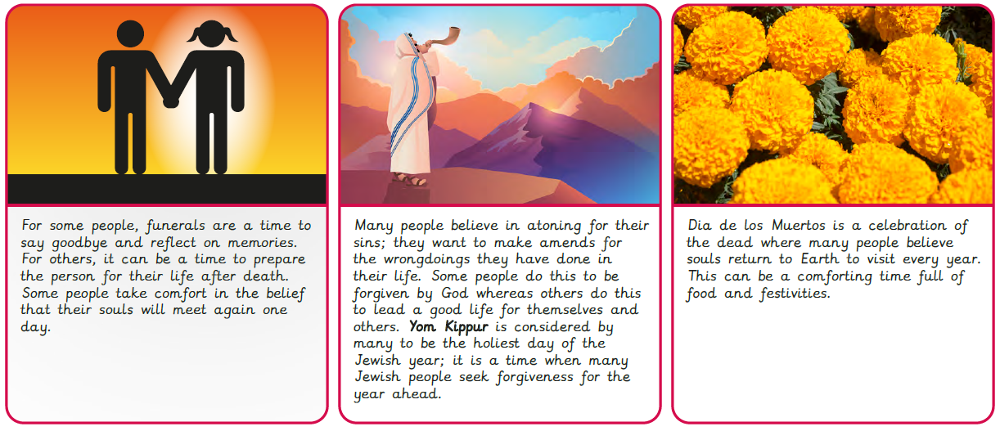 For some people, funerals are a time to
say goodbye and reflect on memories.
For others, it can be a time to prepare
the person for their life after death.
Some people take comfort in the belief
that their souls will meet again one
day.
Many people believe in atoning for their
sins; they want to make amends for
the wrongdoings they have done in
their life. Some people do this to be
forgiven by God whereas others do this
to lead a good life for themselves and
others. Yom Kippur is considered by
many to be the holiest day of the
Jewish year; it is a time when many
Jewish people seek forgiveness for the
year ahead.
Dia de los Muertos is a celebration of
the dead where many people believe
souls return to Earth to visit every year.
This can be a comforting time full of
food and festivities.